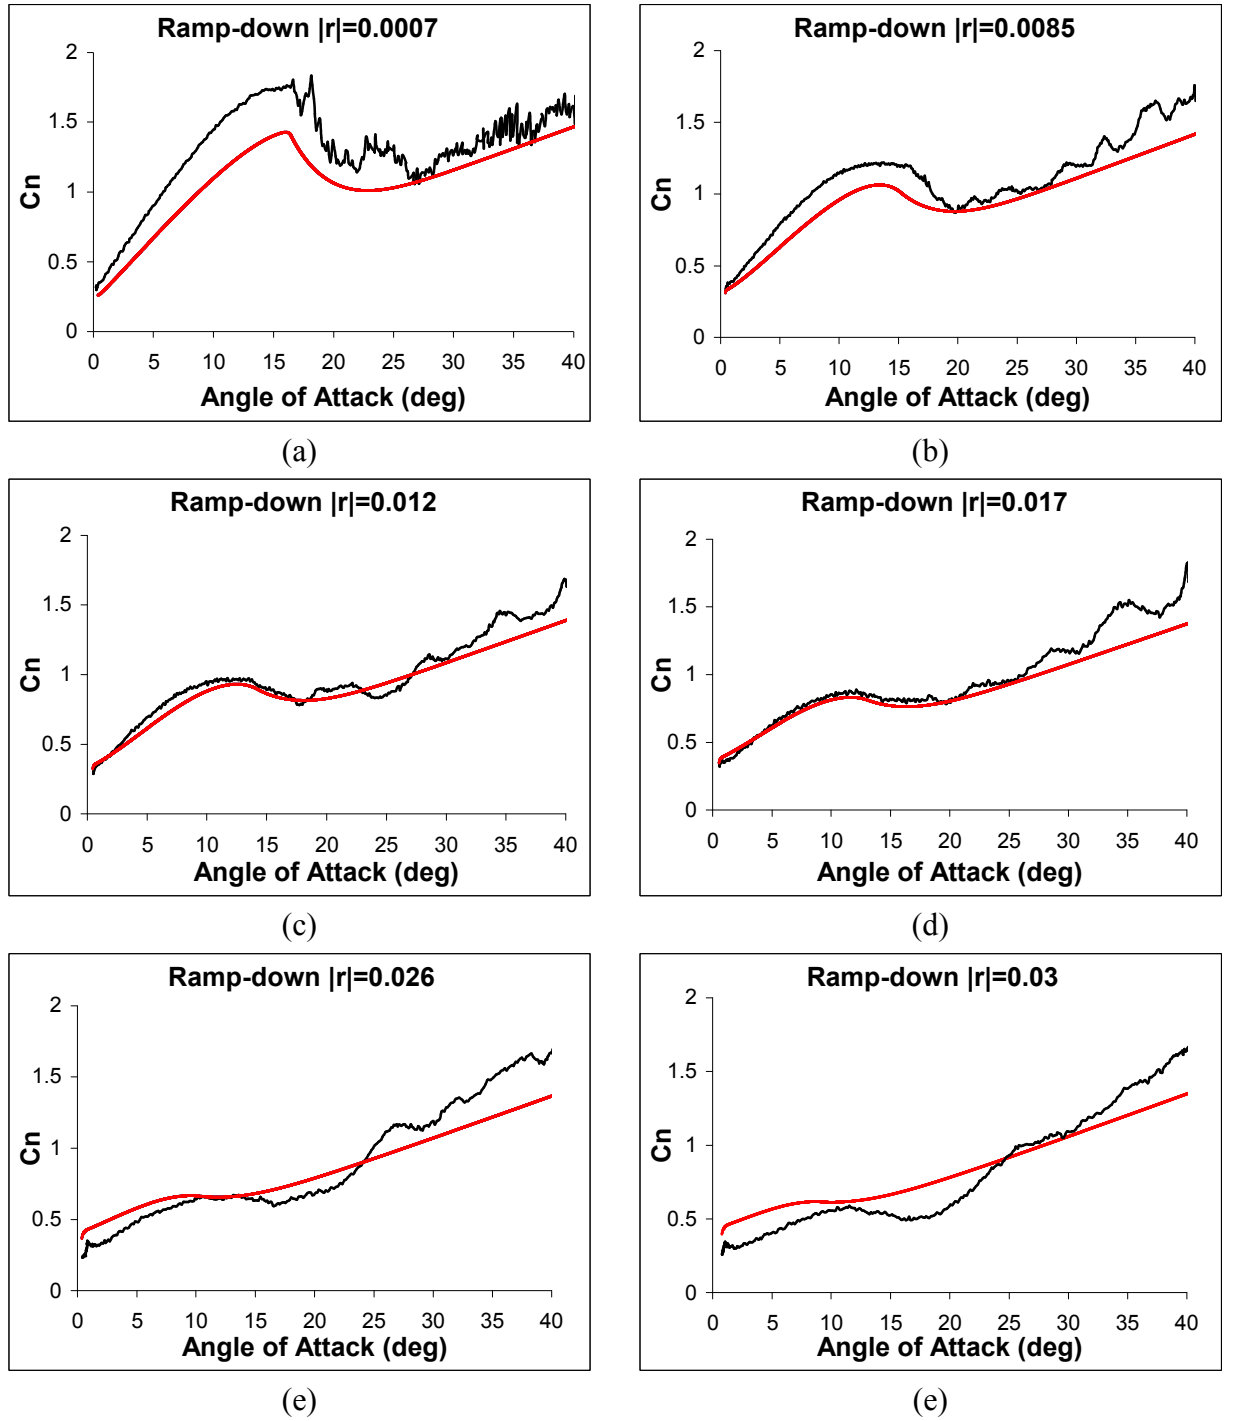 Ramp-down |r|=0.0007
2
1.5
1
0.5
0
Cn
0 5 10 15 20 25 30 35 40
Angle of Attack (deg)
(a)
Ramp-down |r|=0.0085
2
1.5
1
0.5
0
Cn
0 5 10 15 20 25 30 35 40
Angle of Attack (deg)
(b)
Ramp-down |r|=0.012
2
1.5
1
0.5
0
Cn
0 5 10 15 20 25 30 35 40
Angle of Attack (deg)
(c)
Ramp-down |r|=0.017
2
1.5
1
0.5
0
Cn
0 5 10 15 20 25 30 35 40
Angle of Attack (deg)
(d)
Ramp-down |r|=0.026
2
1.5
1
0.5
0
Cn
0 5 10 15 20 25 30 35 40
Angle of Attack (deg)
(e)
Ramp-down |r|=0.03
2
1.5
1
0.5
0
Cn
0 5 10 15 20 25 30 35 40
Angle of Attack (deg)
(e)